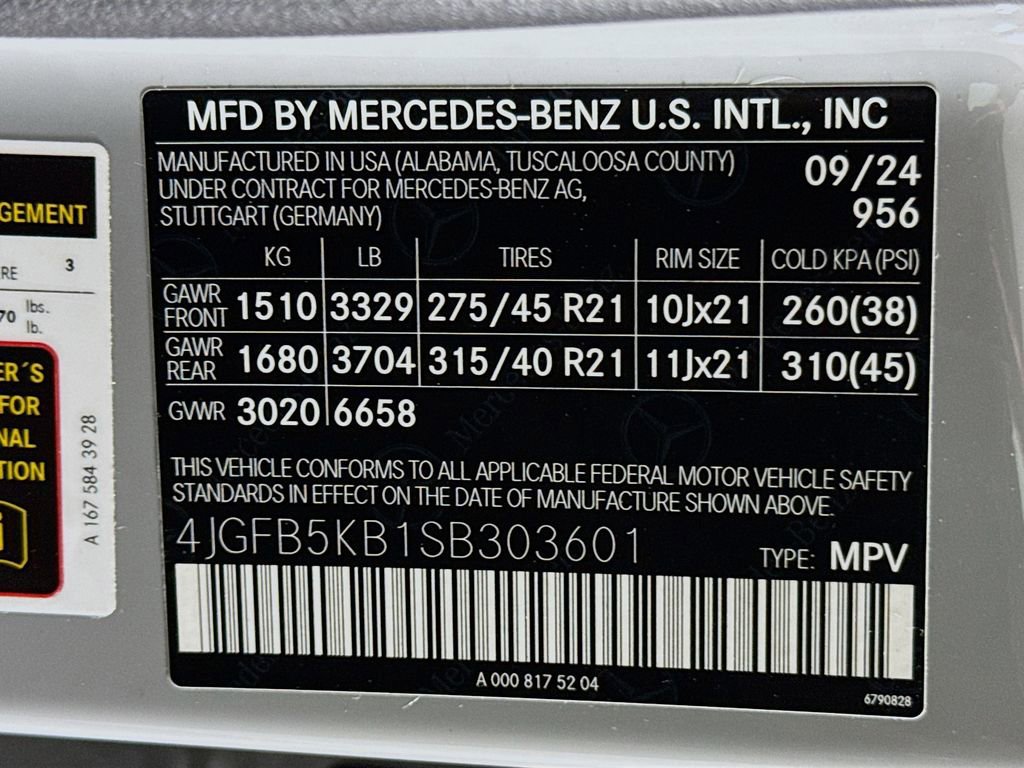 MFD BY MERCEDES-BENZ U.S. INTL., INC
MANUFACTURED IN USA (ALABAMA, TUSCALOOSA COUNTY) 09/24
UNDER CONTRACT FOR MERCEDES-BENZ AG, 956
STUTTGART (GERMANY)
KG LB TIRES RIM SIZE COLD KPA (PSI)
GAWR FRONT 1510 3329 275/45 R21 10Jx21 260(38)
GAWR REAR 1680 3704 315/40 R21 11Jx21 310(45)
GVWR 3020 6658
THIS VEHICLE CONFORMS TO ALL APPLICABLE FEDERAL MOTOR VEHICLE SAFETY
STANDARDS IN EFFECT ON THE DATE OF MANUFACTURE SHOWN ABOVE.
4JGFB5KB1SB303601 TYPE: MPV
A 000 817 52 04
6790828
GEMENT
RE 3
70 lbs.
lb.
ER´S
FOR
NAL
TION
A 167 584 39 28